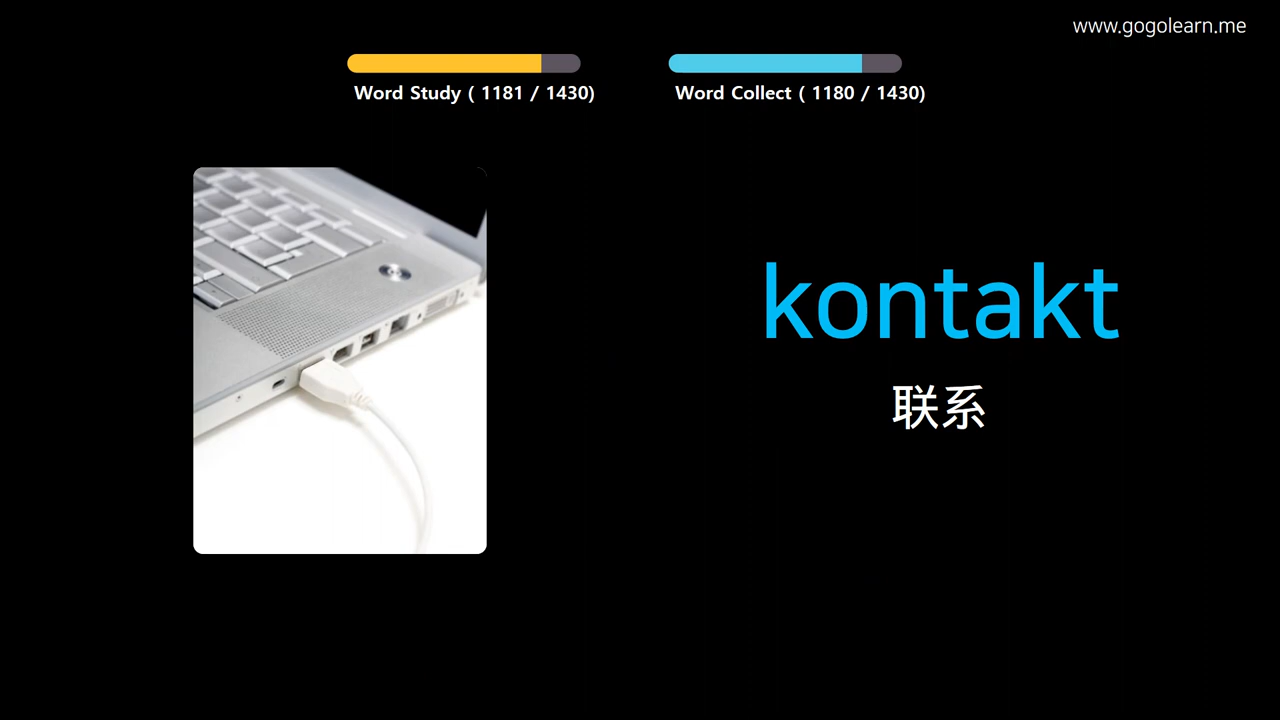 www.gogolearn.me
Word Study ( 1181 / 1430)
Word Collect ( 1180 / 1430)
kontakt
联系